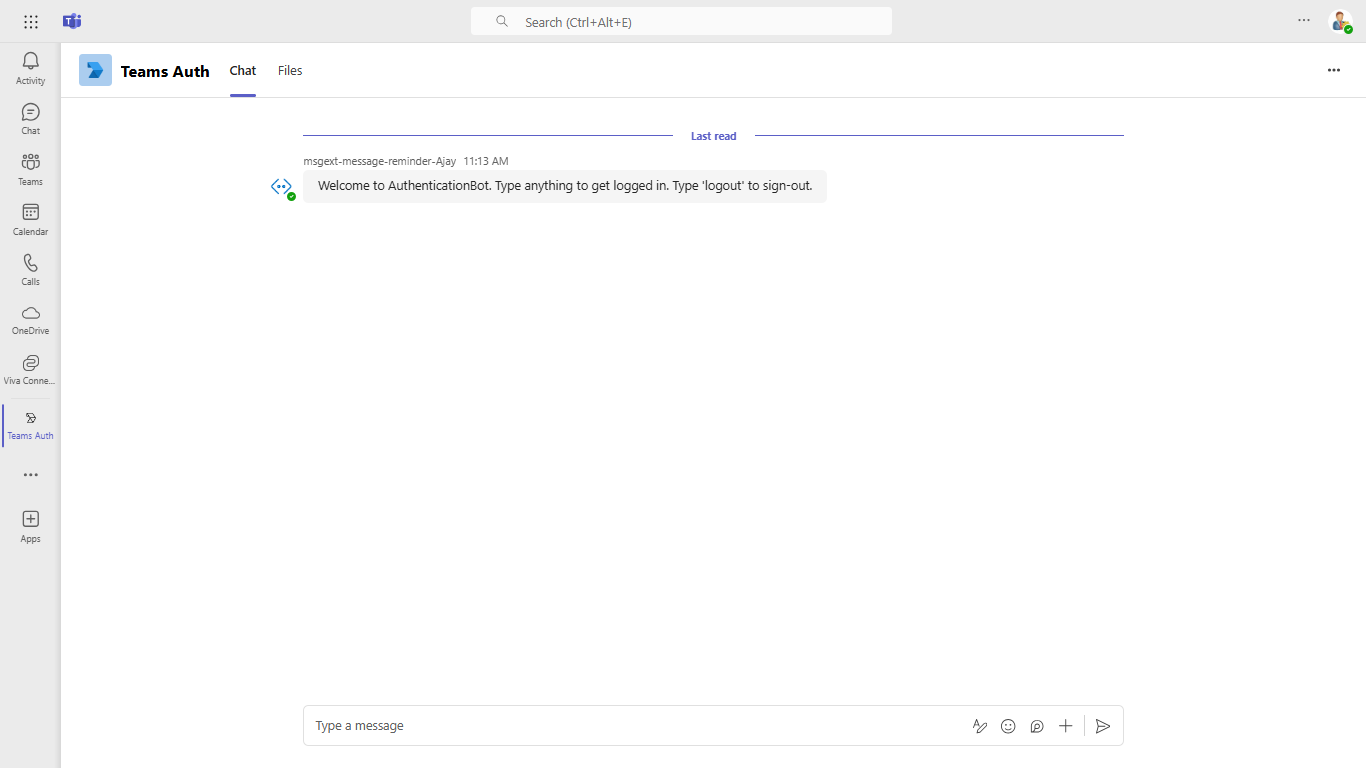 Search (Ctrl+Alt+E)
Activity
Chat
Teams
Calendar
Calls
OneDrive
Viva Conne...
Teams Auth
Apps
Teams Auth Chat Files
Last read
msgext-message-reminder-Ajay 11:13 AM
Welcome to AuthenticationBot. Type anything to get logged in. Type 'logout' to sign-out.
Type a message